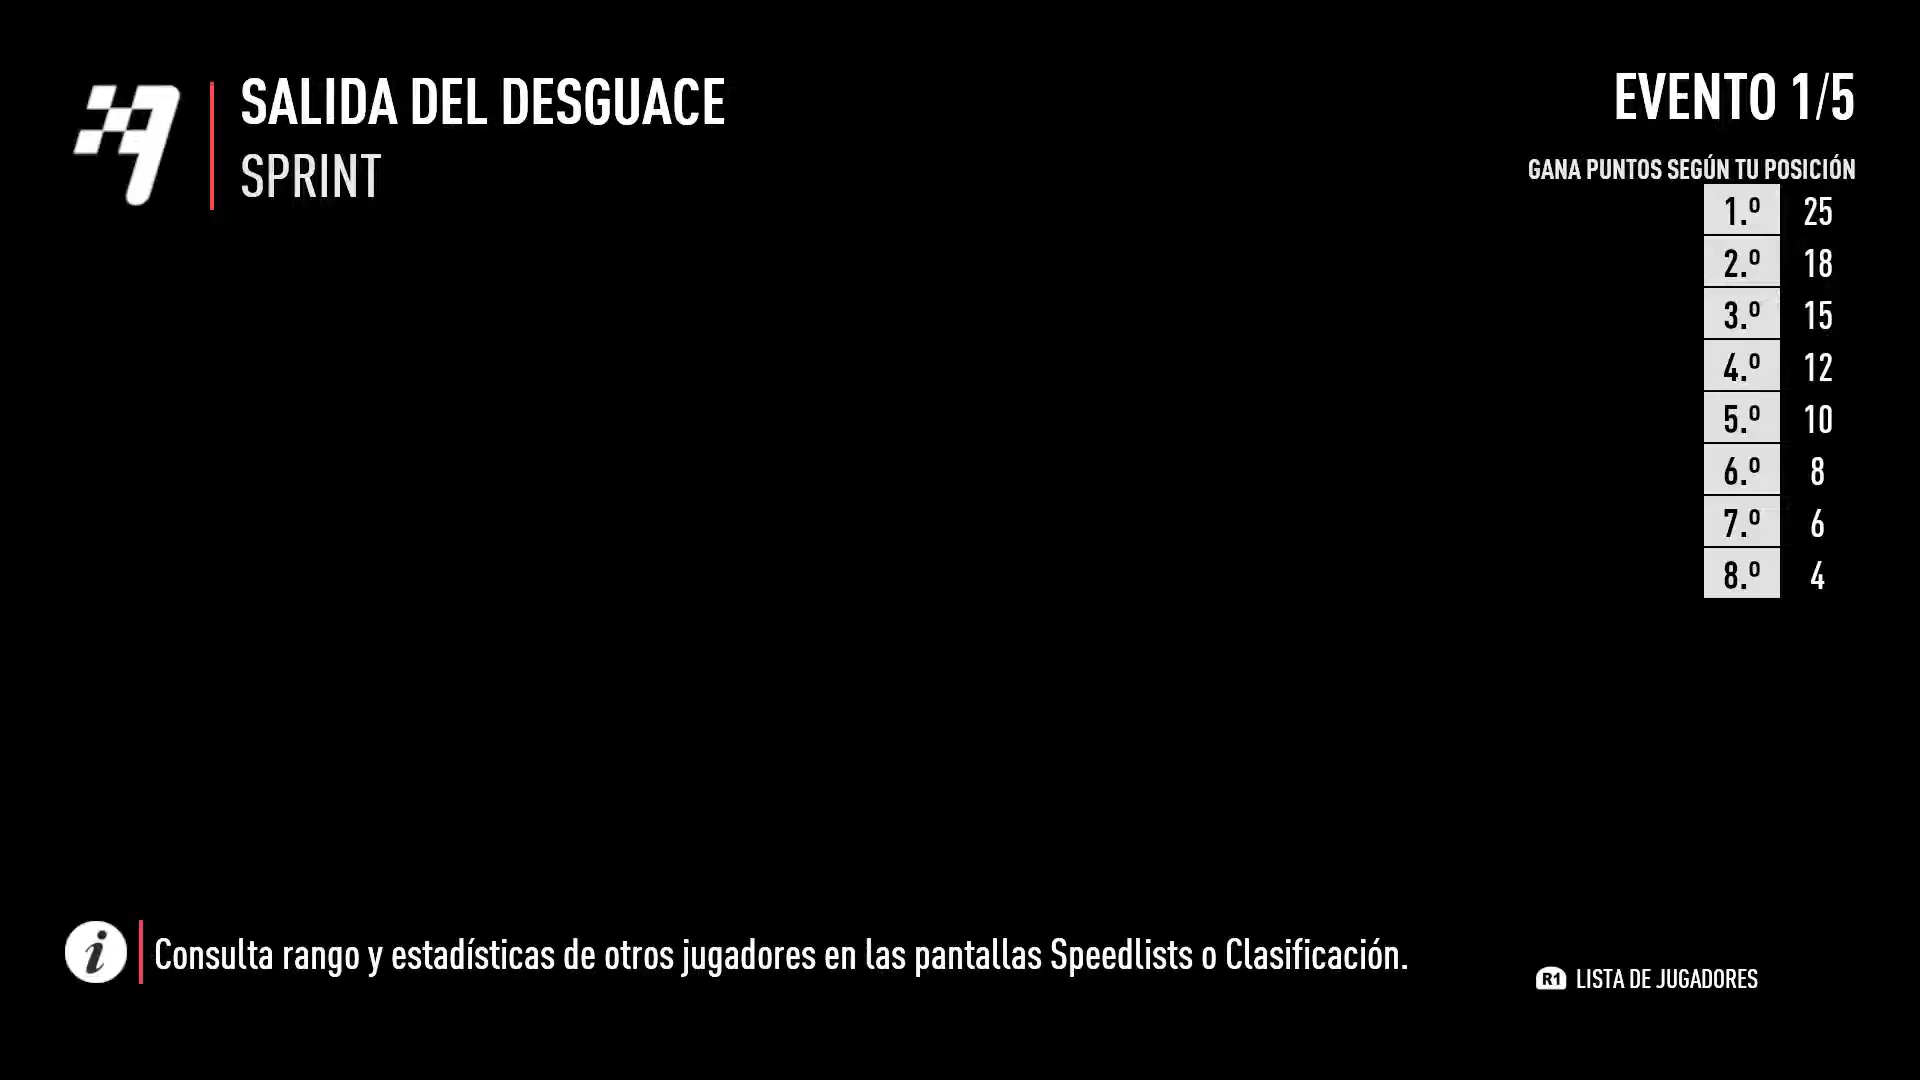 SALIDA DEL DESGUACE
SPRINT
EVENTO 1/5
GANA PUNTOS SEGÚN TU POSICIÓN
1.º 25
2.º 18
3.º 15
4.º 12
5.º 10
6.º 8
7.º 6
8.º 4
i Consulta rango y estadísticas de otros jugadores en las pantallas Speedlists o Clasificación.
R1 LISTA DE JUGADORES